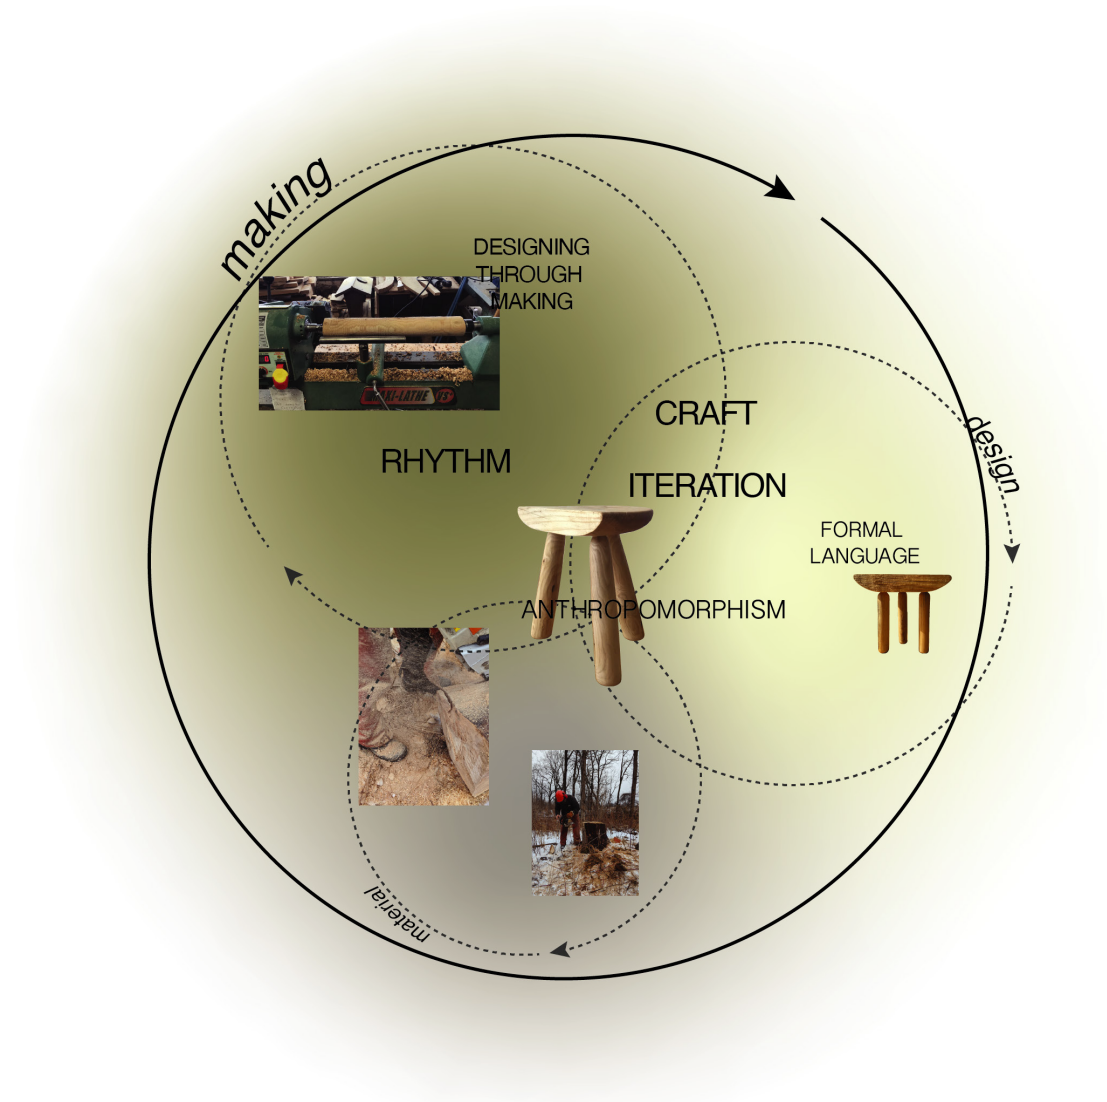 making
DESIGNING
THROUGH
MAKING
CRAFT
RHYTHM
ITERATION
design
FORMAL
LANGUAGE
ANTHROPOMORPHISM
material